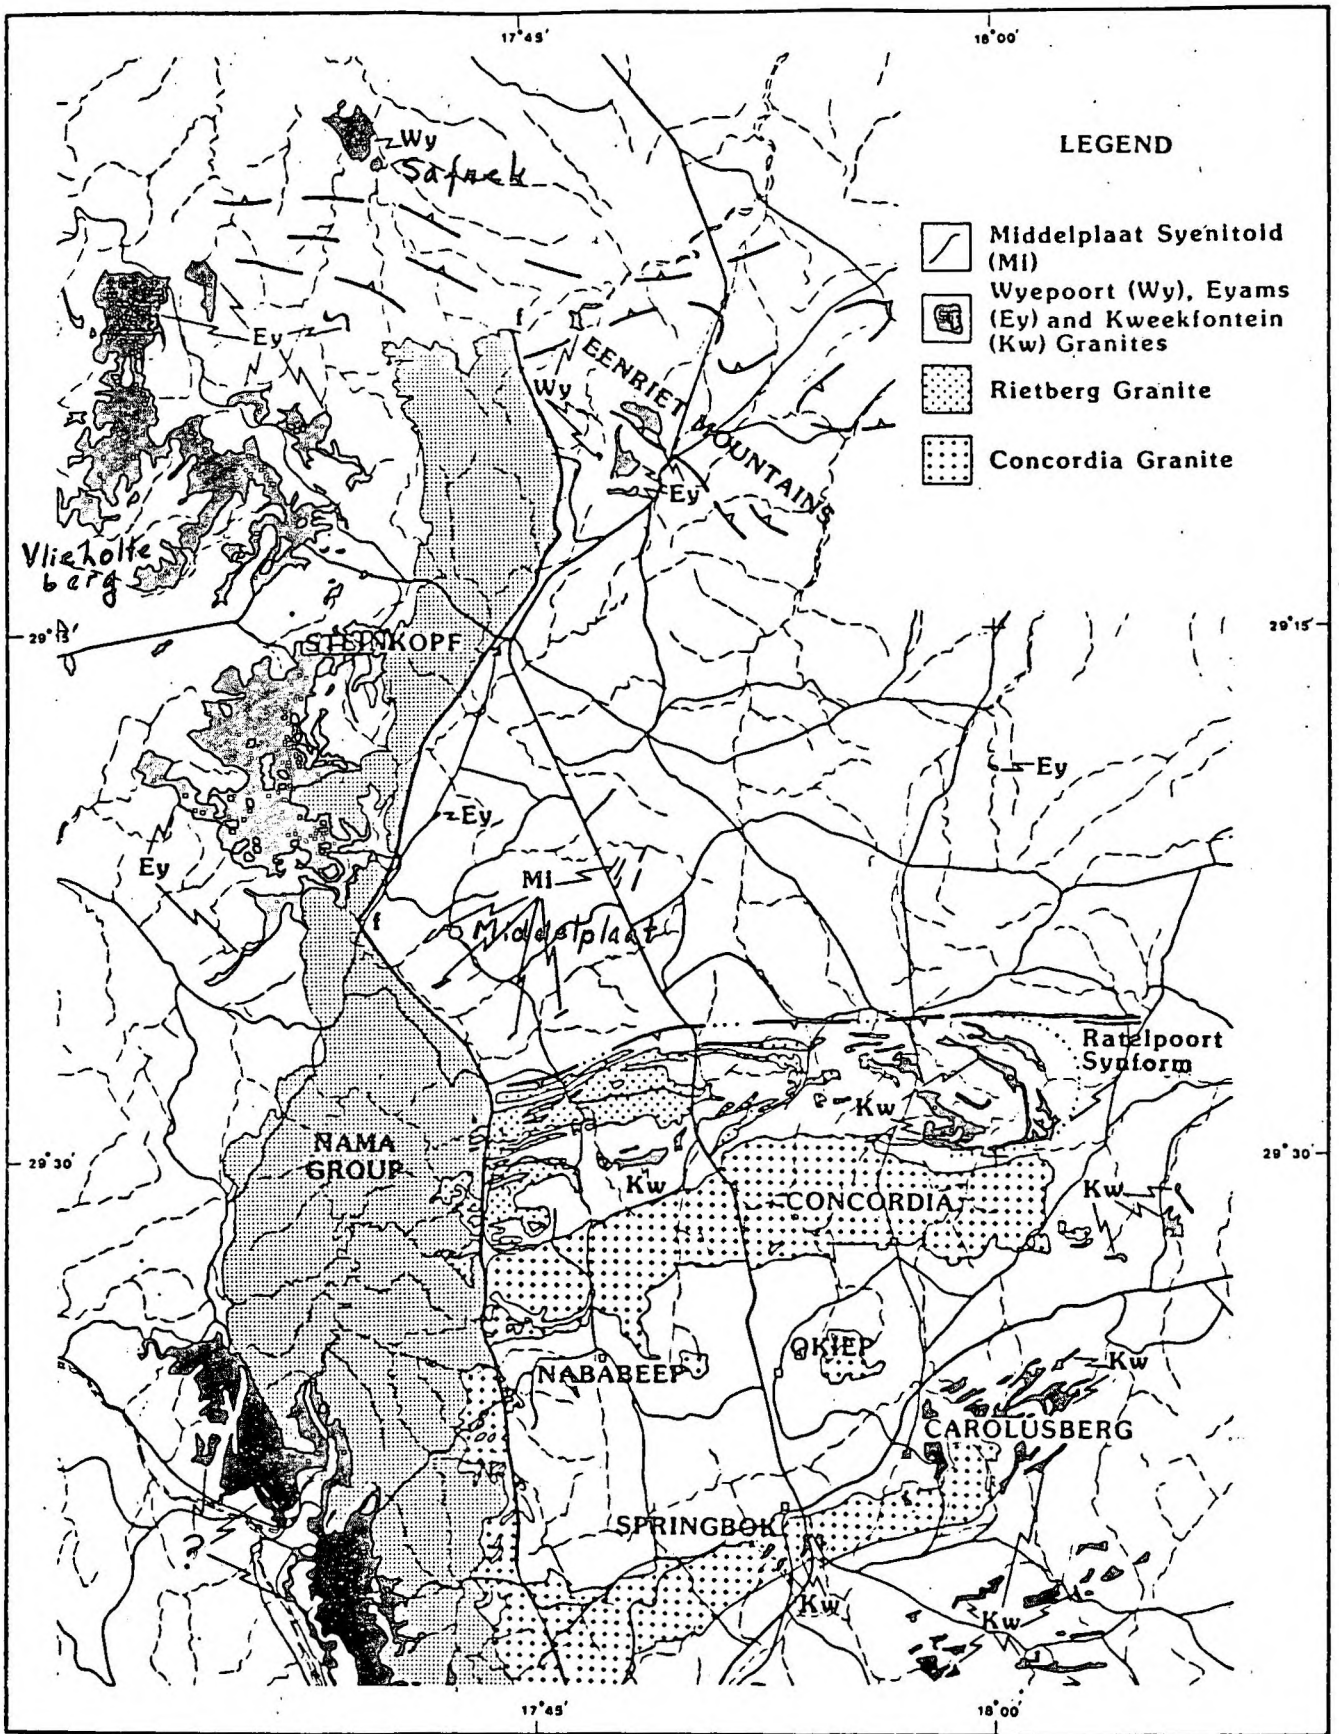 17°45'
18°00'
LEGEND
Middelplaat Syenitoid
(Mi)
Wyepoort (Wy), Eyams
(Ey) and Kweekfontein
(Kw) Granites
Rietberg Granite
Concordia Granite
Wy
Ey
f
EENRIET MOUNTAINS
Wy
Ey
berg
29°15'
STEINKOPF
29°15'
Ey
Ey
Ey
Mi
f
Middelplaat
Ratelpoort
Synform
Kw
NAMA
GROUP
29°30'
29°30'
Kw
Kw
CONCORDIA
OKIEP
NABABEEP
Kw
CAROLUSBERG
SPRINGBOK
?
Kw
Kw
17°45'
18°00'